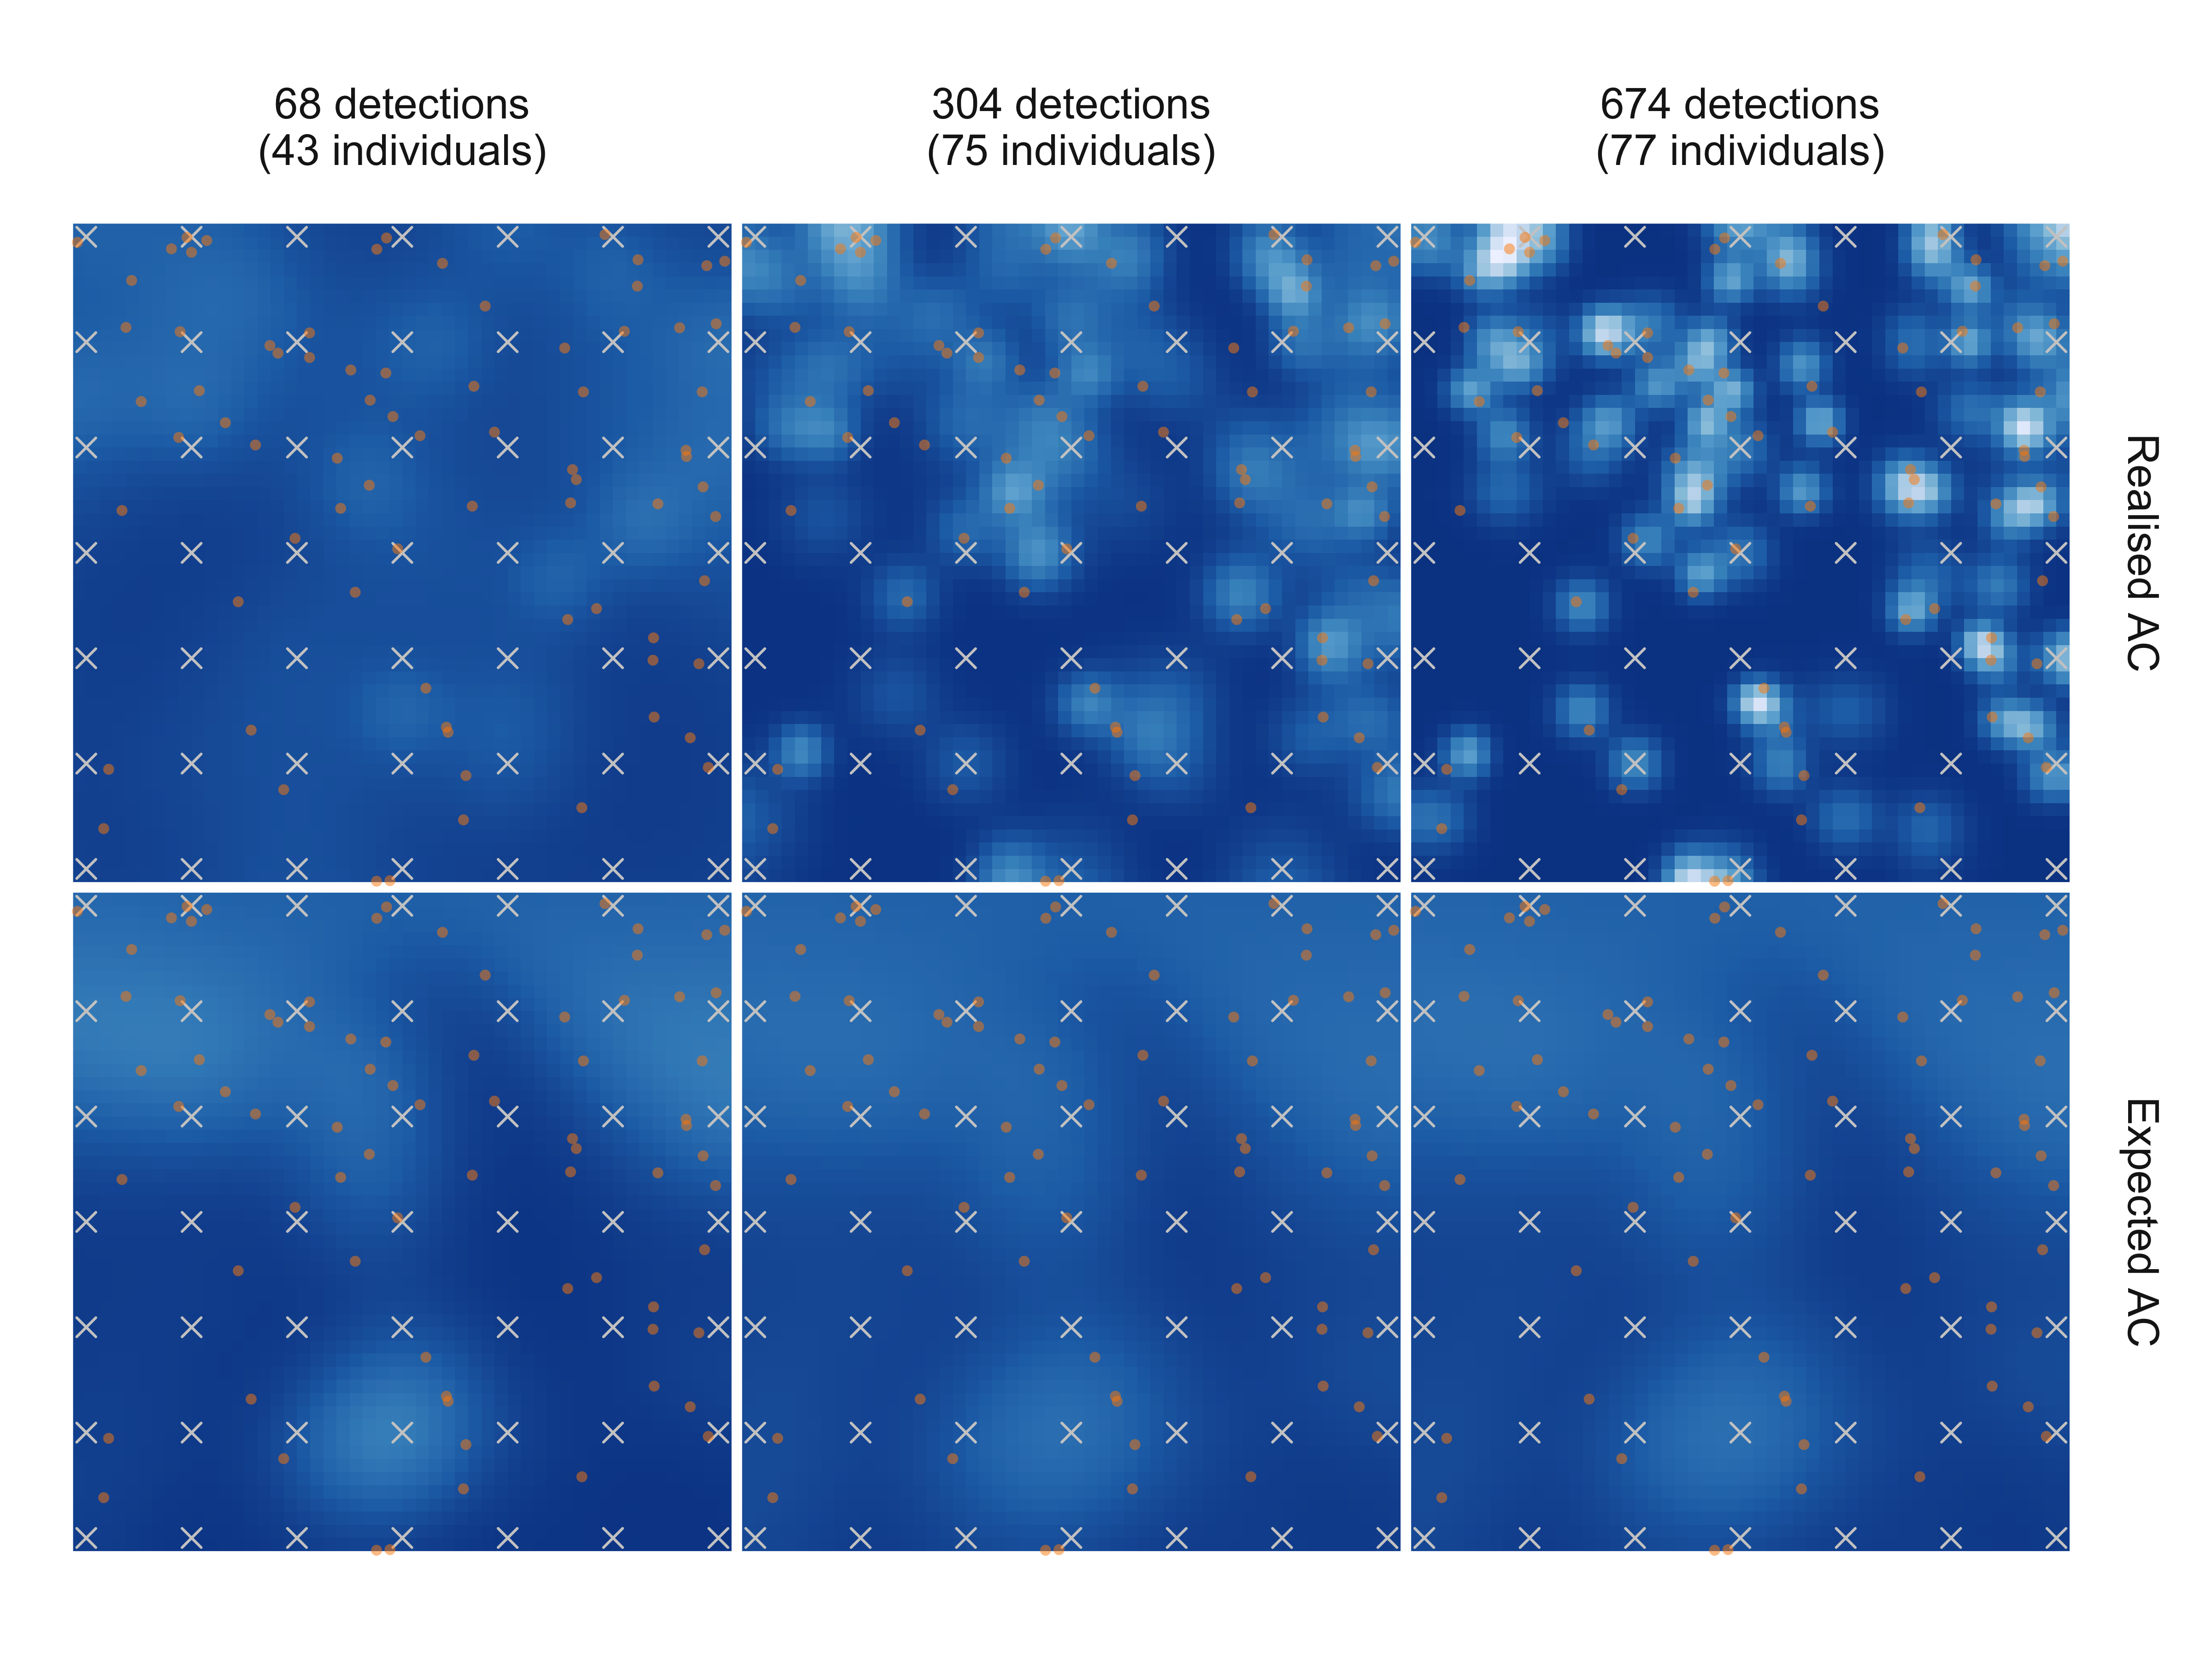 68 detections
(43 individuals)
304 detections
(75 individuals)
674 detections
(77 individuals)
Realised AC
Expected AC